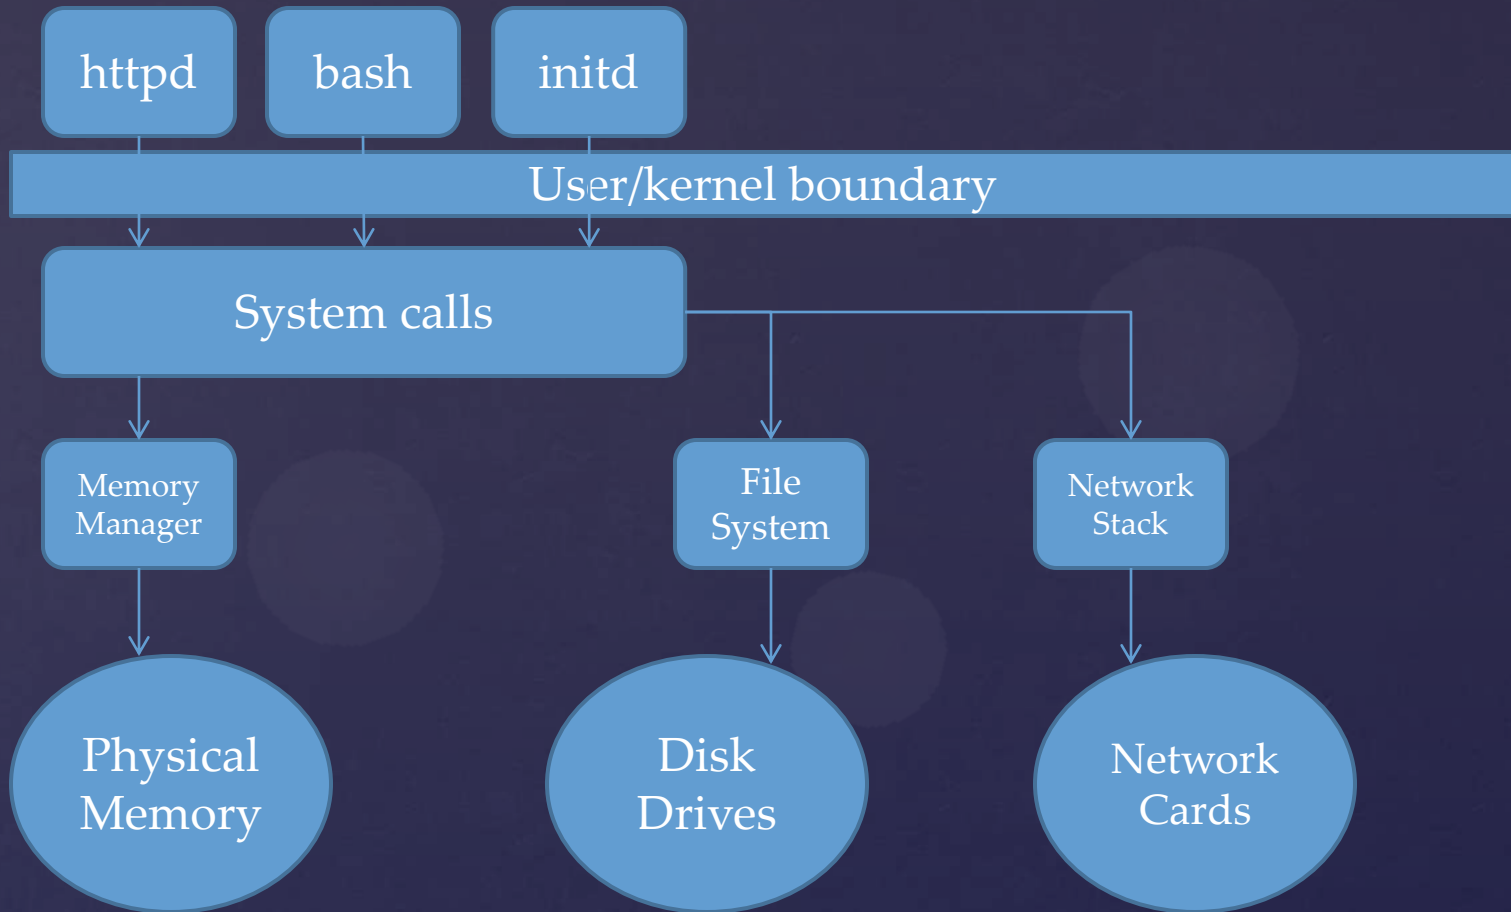 httpd
bash
initd
User/kernel boundary
System calls
Memory
Manager
File
System
Network
Stack
Physical
Memory
Disk
Drives
Network
Cards